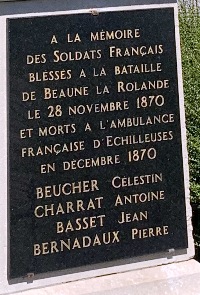 A LA MÉMOIRE
DES SOLDATS FRANÇAIS
BLESSES A LA BATAILLE
DE BEAUNE LA ROLANDE
LE 28 NOVEMBRE 1870
ET MORTS A L'AMBULANCE
FRANÇAISE D'ECHILLEUSES
EN DÉCEMBRE 1870
BEUCHER CÉLESTIN
CHARRAT ANTOINE
BASSET JEAN
BERNADAUX PIERRE